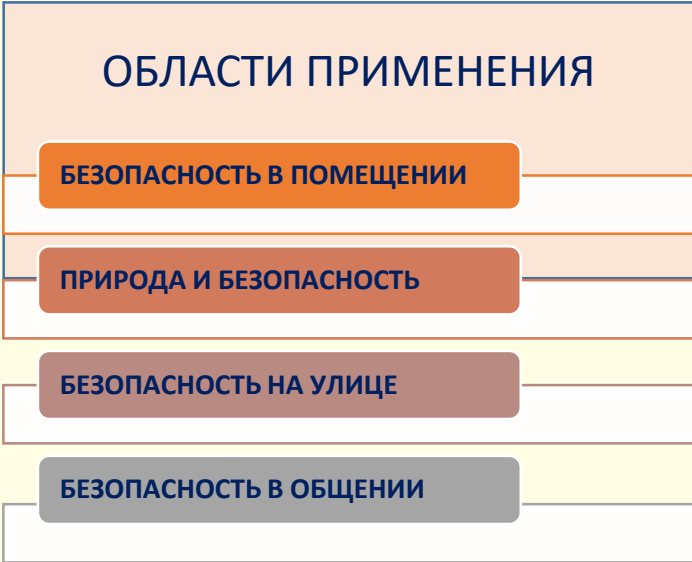 ОБЛАСТИ ПРИМЕНЕНИЯ
БЕЗОПАСНОСТЬ В ПОМЕЩЕНИИ
ПРИРОДА И БЕЗОПАСНОСТЬ
БЕЗОПАСНОСТЬ НА УЛИЦЕ
БЕЗОПАСНОСТЬ В ОБЩЕНИИ